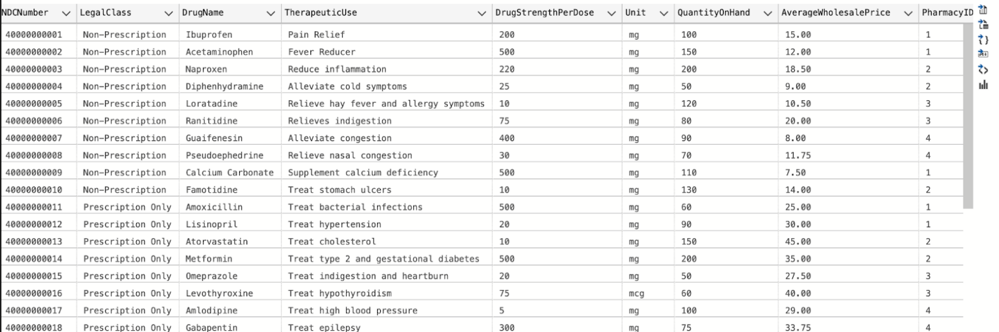 NDCNumber LegalClass DrugName TherapeuticUse DrugStrengthPerDose Unit QuantityOnHand AverageWholesalePrice PharmacyID
40000000001 Non-Prescription Ibuprofen Pain Relief 200 mg 100 15.00 1
40000000002 Non-Prescription Acetaminophen Fever Reducer 500 mg 150 12.00 1
40000000003 Non-Prescription Naproxen Reduce inflammation 220 mg 200 18.50 2
40000000004 Non-Prescription Diphenhydramine Alleviate cold symptoms 25 mg 50 9.00 2
40000000005 Non-Prescription Loratadine Relieve hay fever and allergy symptoms 10 mg 120 10.50 3
40000000006 Non-Prescription Ranitidine Relieves indigestion 75 mg 80 20.00 3
40000000007 Non-Prescription Guaifenesin Alleviate congestion 400 mg 90 8.00 4
40000000008 Non-Prescription Pseudoephedrine Relieve nasal congestion 30 mg 70 11.75 4
40000000009 Non-Prescription Calcium Carbonate Supplement calcium deficiency 500 mg 110 7.50 1
40000000010 Non-Prescription Famotidine Treat stomach ulcers 10 mg 130 14.00 2
40000000011 Prescription Only Amoxicillin Treat bacterial infections 500 mg 60 25.00 1
40000000012 Prescription Only Lisinopril Treat hypertension 20 mg 90 30.00 1
40000000013 Prescription Only Atorvastatin Treat cholesterol 10 mg 150 45.00 2
40000000014 Prescription Only Metformin Treat type 2 and gestational diabetes 500 mg 200 35.00 2
40000000015 Prescription Only Omeprazole Treat indigestion and heartburn 20 mg 50 27.50 3
40000000016 Prescription Only Levothyroxine Treat hypothyroidism 75 mcg 60 40.00 3
40000000017 Prescription Only Amlodipine Treat high blood pressure 5 mg 100 29.00 4
40000000018 Prescription Only Gabapentin Treat epilepsy 300 mg 75 33.75 4